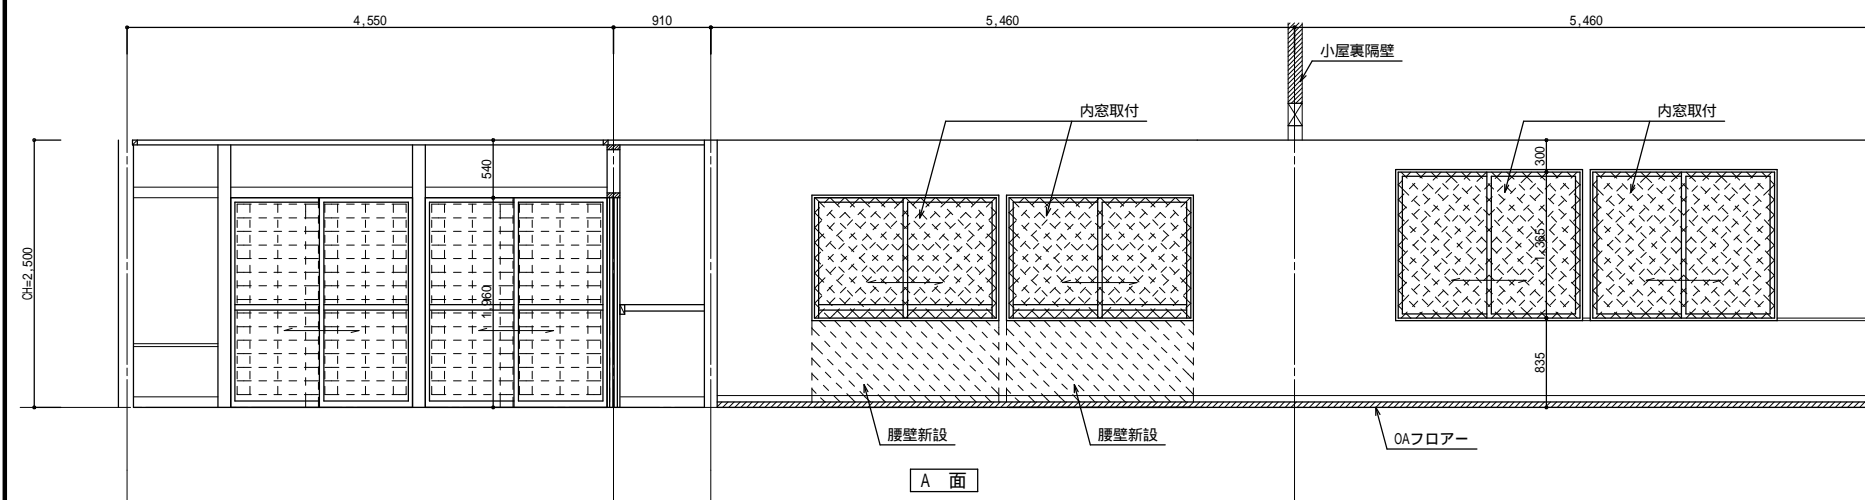 4,550
910
5,460
5,460
小屋裏隔壁
内窓取付
内窓取付
CH=2,500
540
1,960
300
1,365
835
腰壁新設
腰壁新設
OAフロアー
A 面